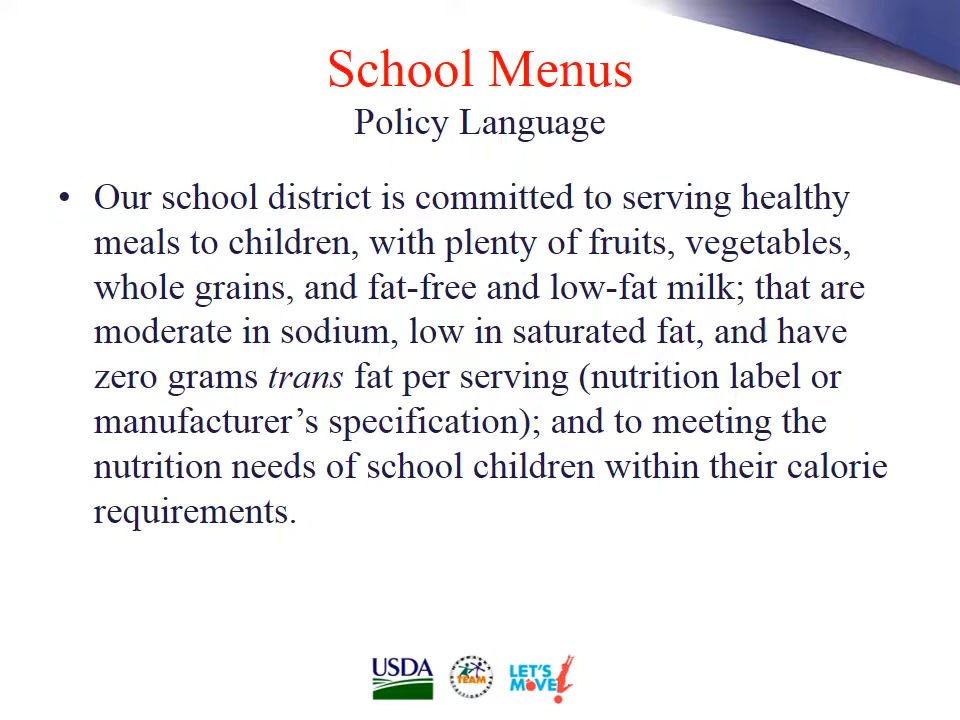 School Menus
Policy Language
• Our school district is committed to serving healthy
meals to children, with plenty of fruits, vegetables,
whole grains, and fat-free and low-fat milk; that are
moderate in sodium, low in saturated fat, and have
zero grams trans fat per serving (nutrition label or
manufacturer’s specification); and to meeting the
nutrition needs of school children within their calorie
requirements.
USDA
TEAM
LET'S
MOVE!